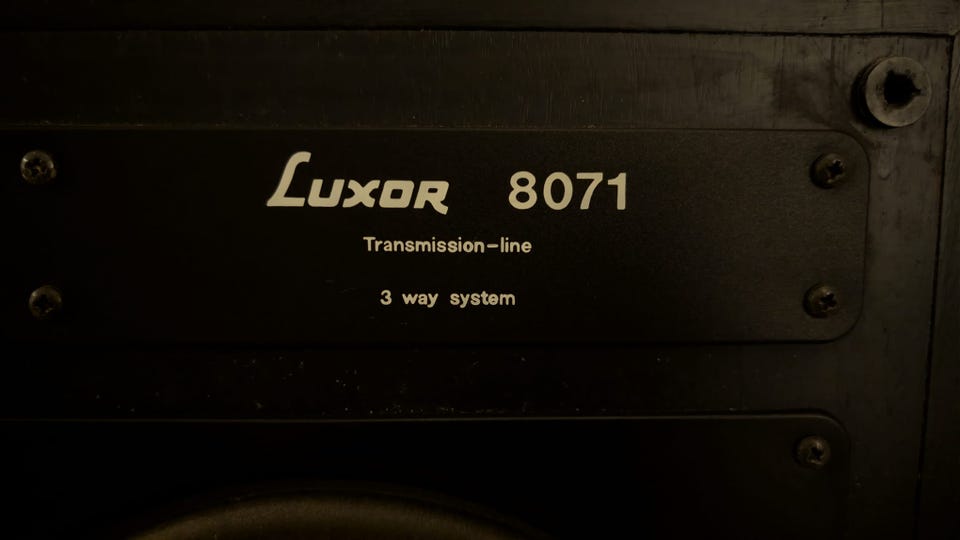 LUXOR 8071
Transmission-line
3 way system